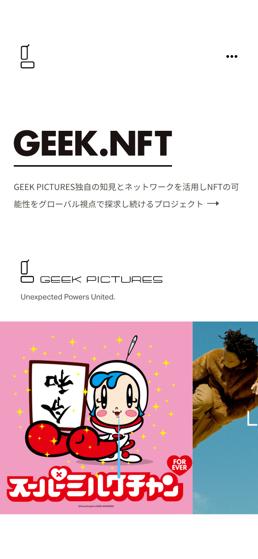 g
GEEK.NFT
GEEK PICTURES独自の知見とネットワークを活用しNFTの可
能性をグローバル視点で探求し続けるプロジェクト →
g GEEK PICTURES
Unexpected Powers United.
FOR
EVER
スーパーミルクチャン